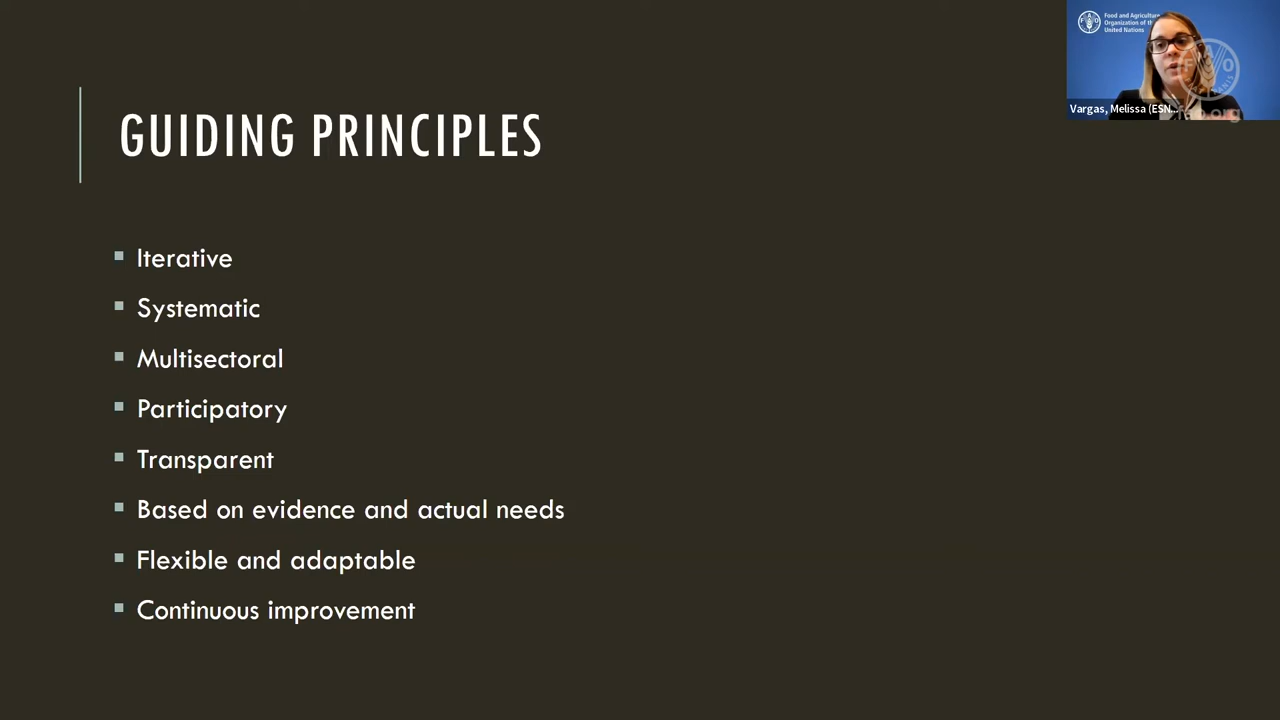 Food and Agriculture
Organization of the
United Nations
Vargas, Melissa (ESN...
GUIDING PRINCIPLES
Iterative
Systematic
Multisectoral
Participatory
Transparent
Based on evidence and actual needs
Flexible and adaptable
Continuous improvement